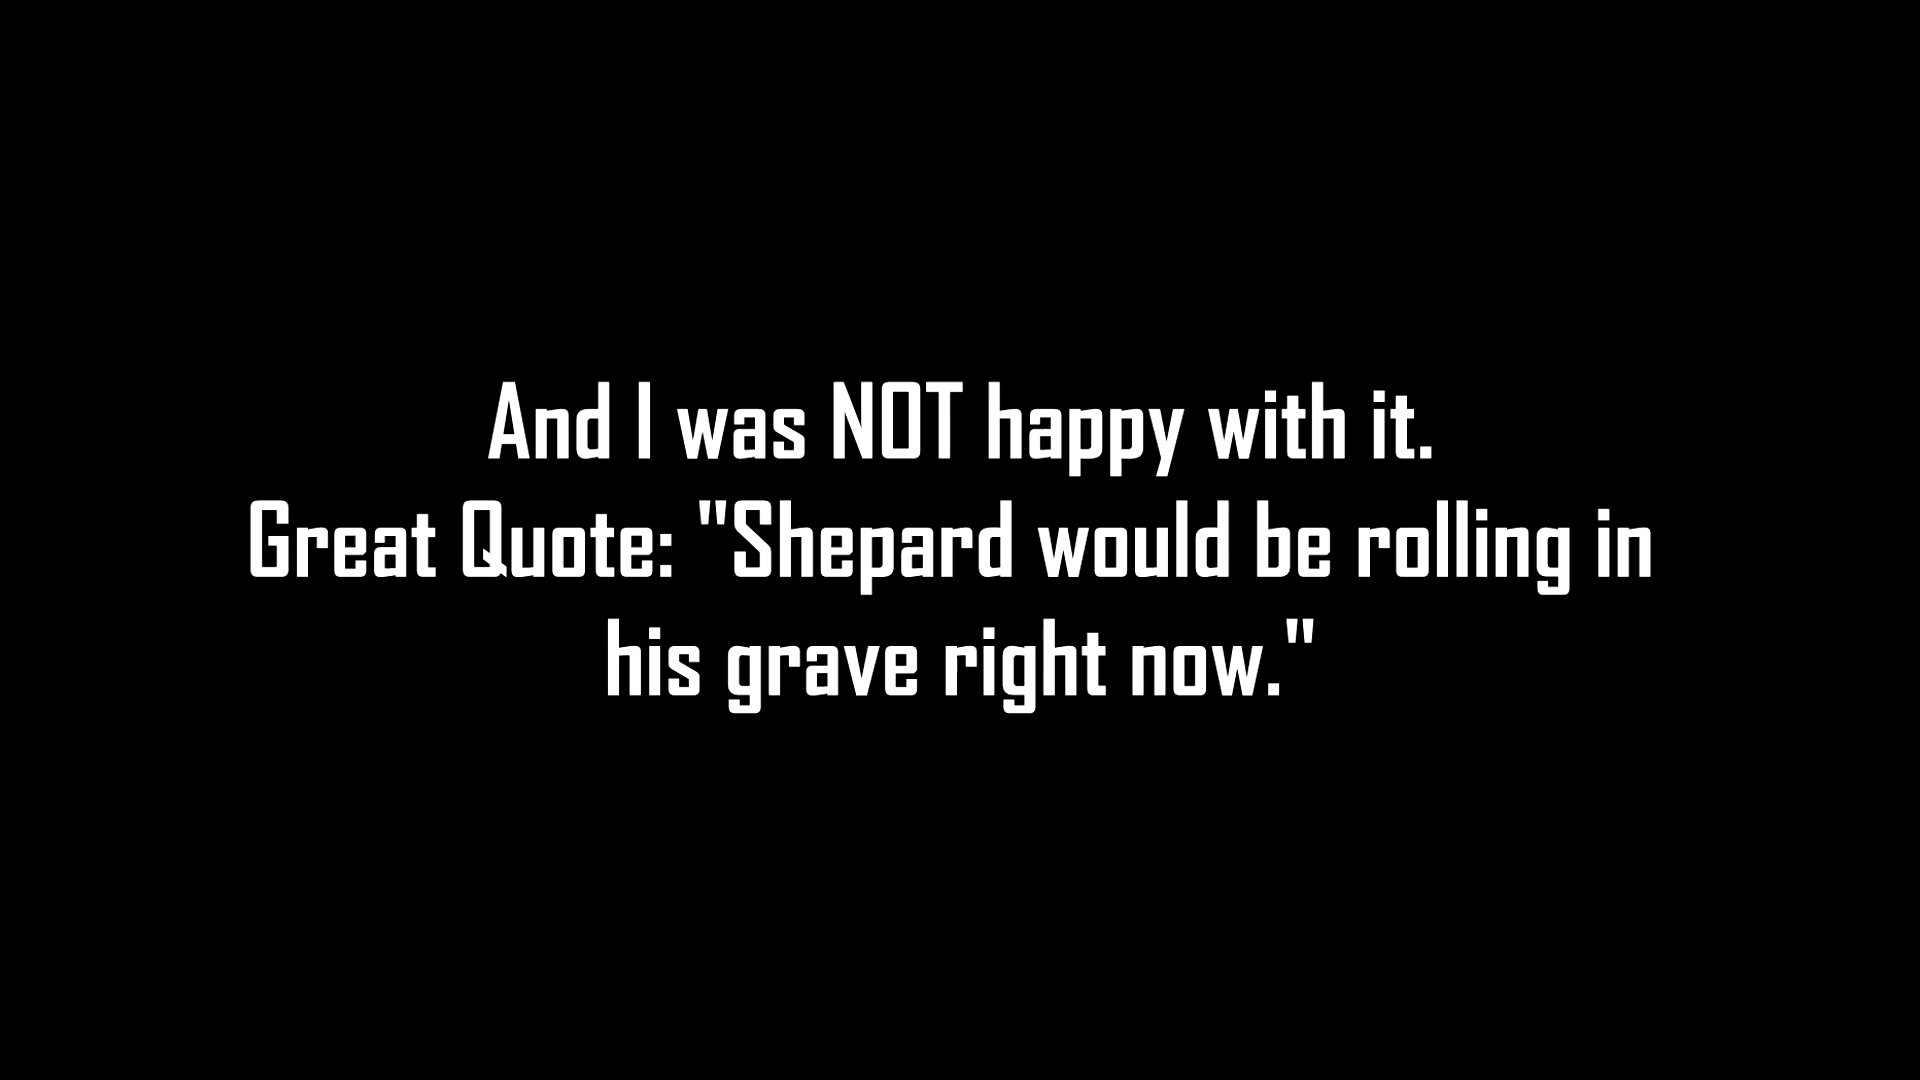 And I was NOT happy with it.
Great Quote: "Shepard would be rolling in
his grave right now."